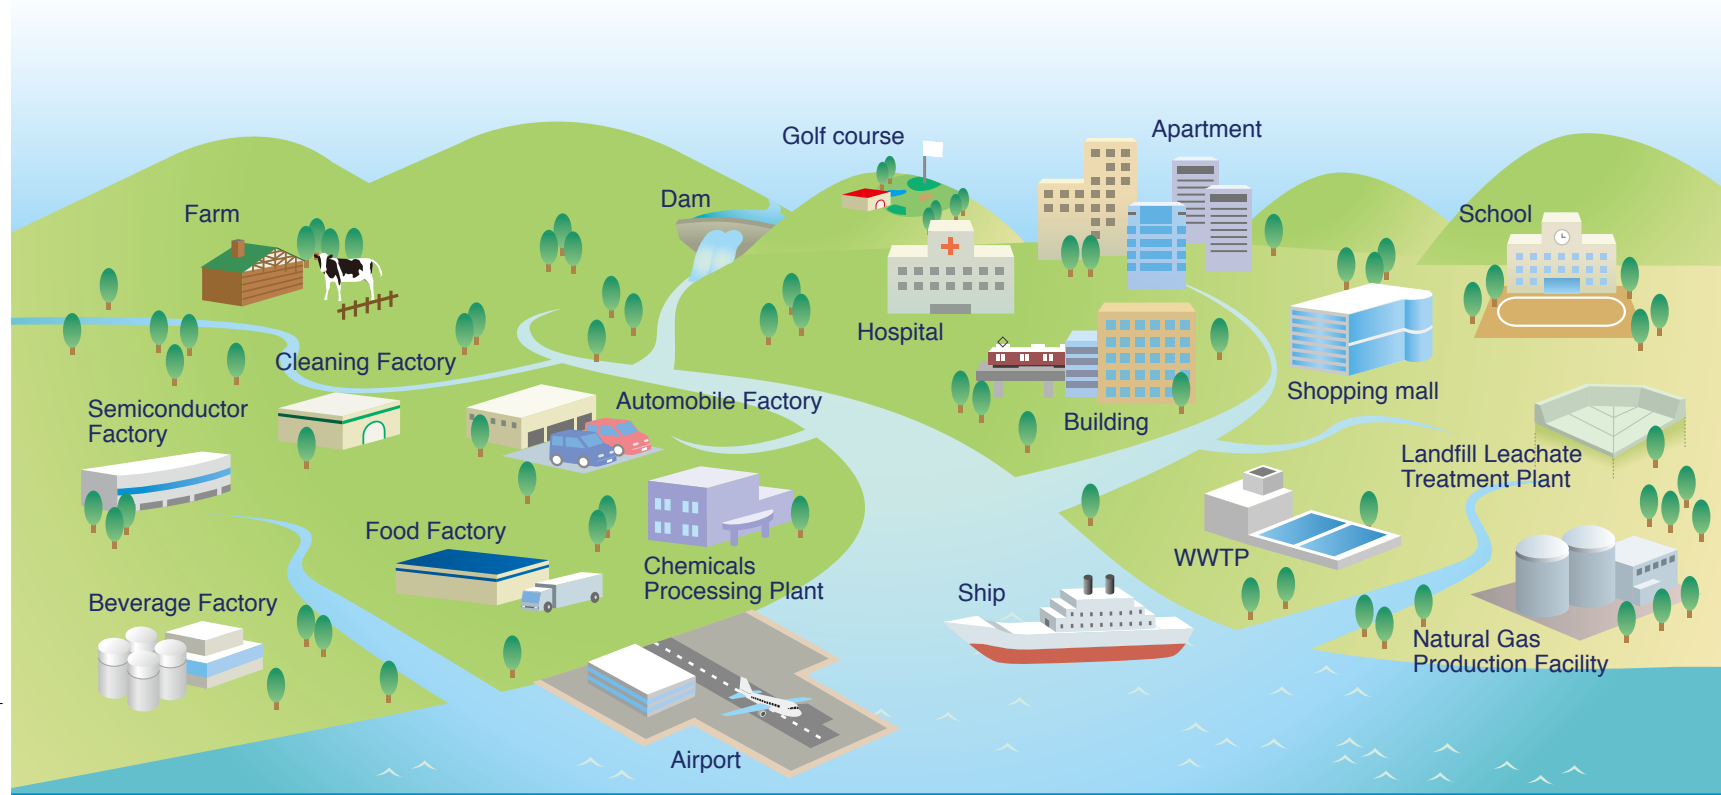 Golf course
Apartment
Dam
Farm
School
Hospital
Cleaning Factory
Shopping mall
Semiconductor
Factory
Automobile Factory
Building
Landfill Leachate
Treatment Plant
Food Factory
WWTP
Chemicals
Processing Plant
Ship
Beverage Factory
Natural Gas
Production Facility
Airport